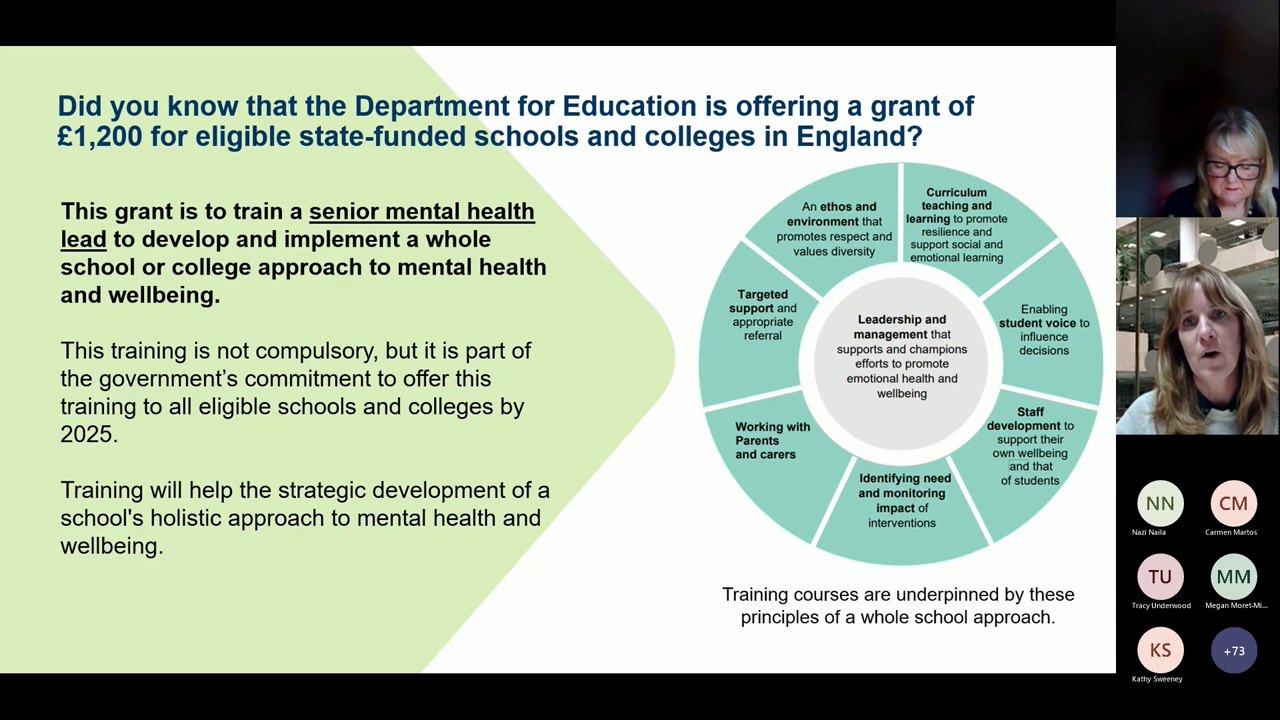 Did you know that the Department for Education is offering a grant of
£1,200 for eligible state-funded schools and colleges in England?
This grant is to train a senior mental health
lead to develop and implement a whole
school or college approach to mental health
and wellbeing.
This training is not compulsory, but it is part of
the government’s commitment to offer this
training to all eligible schools and colleges by
2025.
Training will help the strategic development of a
school's holistic approach to mental health and
wellbeing.
An ethos and
environment that
promotes respect and
values diversity
Curriculum
teaching and
learning to promote
resilience and
support social and
emotional learning
Enabling
student voice to
influence
decisions
Staff
development to
support their
own wellbeing
and that
of students
Identifying need
and monitoring
impact of
interventions
Working with
Parents
and carers
Targeted
support and
appropriate
referral
Leadership and
management that
supports and champions
efforts to promote
emotional health and
wellbeing
Training courses are underpinned by these
principles of a whole school approach.
NN
Nazi Naila
CM
Carmen Martos
TU
Tracy Underwood
MM
Megan Moret-Mi...
KS
Kathy Sweeney
+73